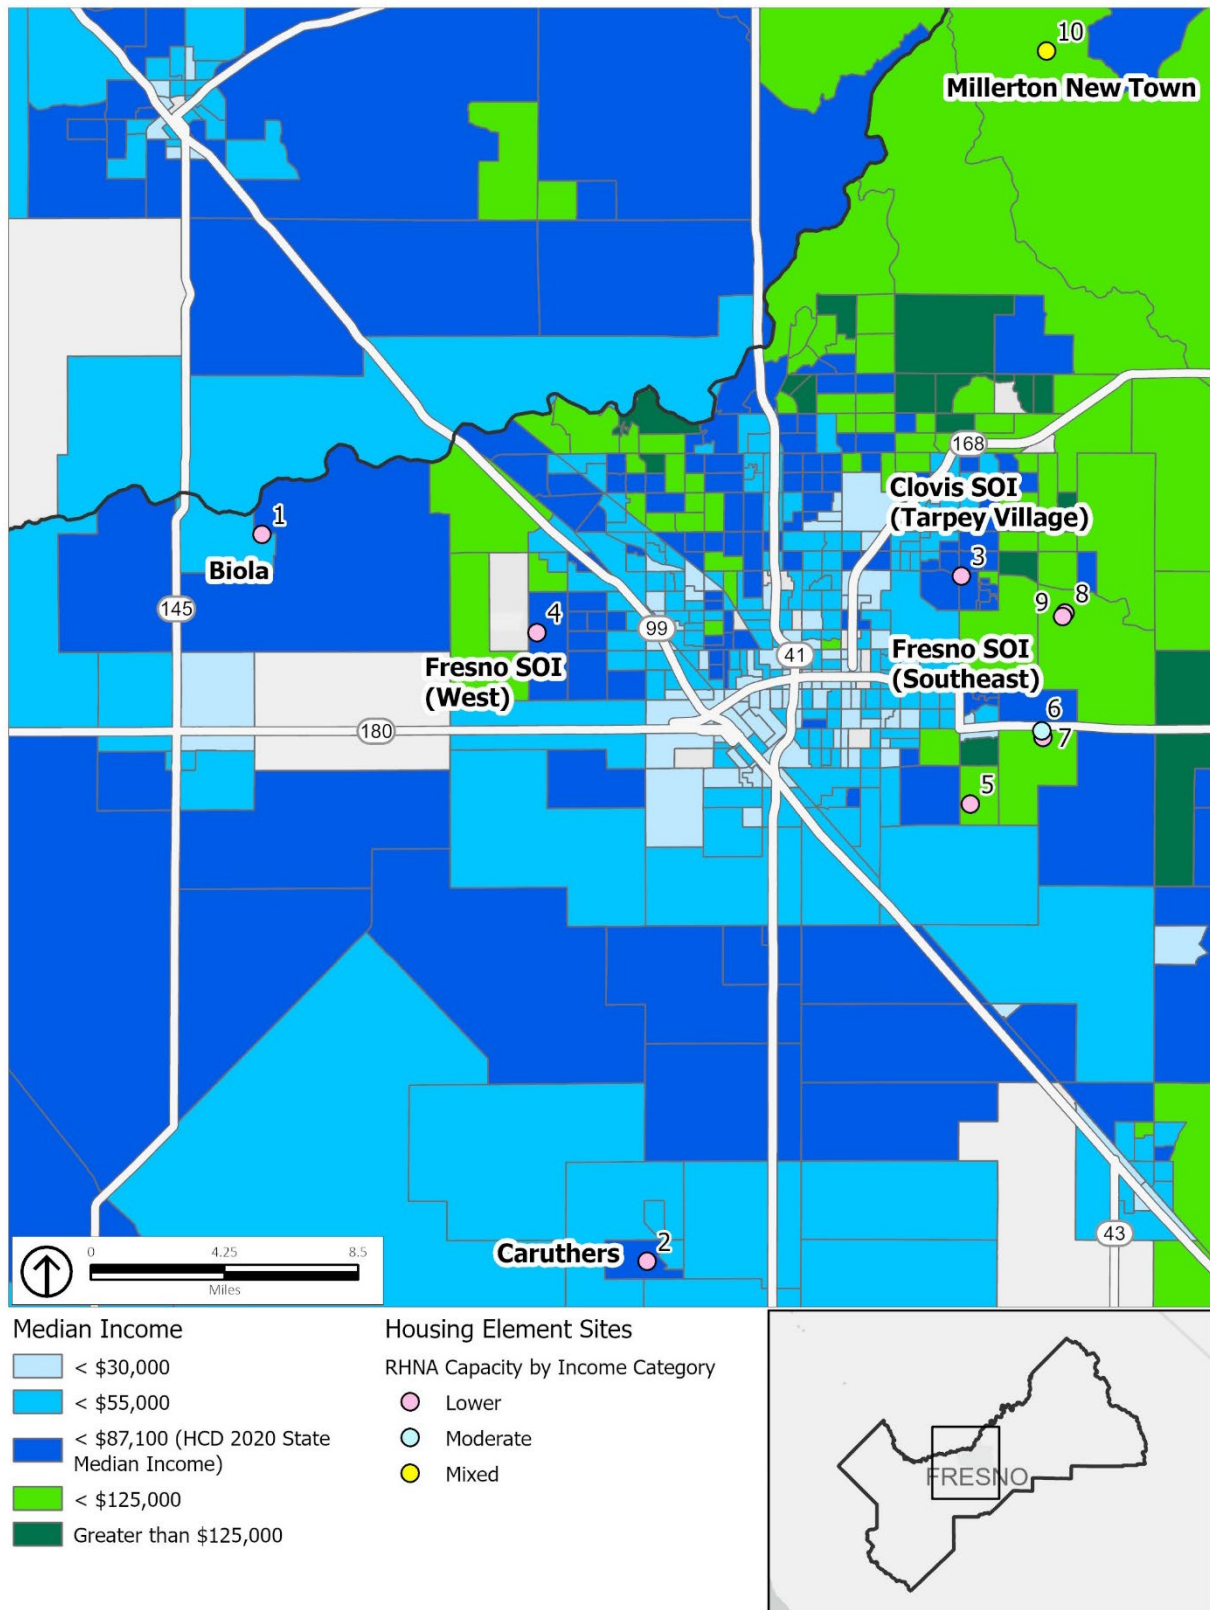 10
Millerton New Town
168
Clovis SOI
(Tarpey Village)
1
Biola
3
145
4
99
9
8
Fresno SOI
(West)
41
Fresno SOI
(Southeast)
180
6
7
5
2
Caruthers
43
0
4.25
8.5
Miles
Median Income
< $30,000
< $55,000
< $87,100 (HCD 2020 State
Median Income)
< $125,000
Greater than $125,000
Housing Element Sites
RHNA Capacity by Income Category
Lower
Moderate
Mixed
FRESNO